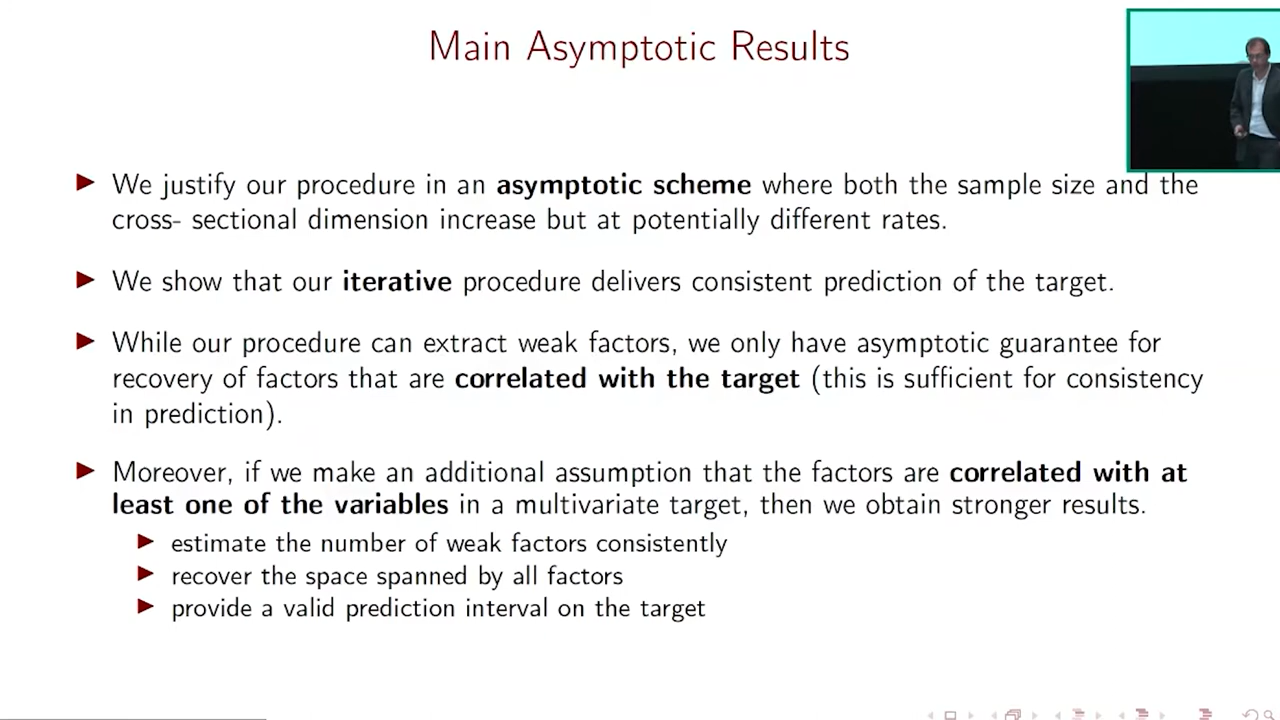 Main Asymptotic Results
We justify our procedure in an asymptotic scheme where both the sample size and the
cross- sectional dimension increase but at potentially different rates.
We show that our iterative procedure delivers consistent prediction of the target.
While our procedure can extract weak factors, we only have asymptotic guarantee for
recovery of factors that are correlated with the target (this is sufficient for consistency
in prediction).
Moreover, if we make an additional assumption that the factors are correlated with at
least one of the variables in a multivariate target, then we obtain stronger results.
estimate the number of weak factors consistently
recover the space spanned by all factors
provide a valid prediction interval on the target